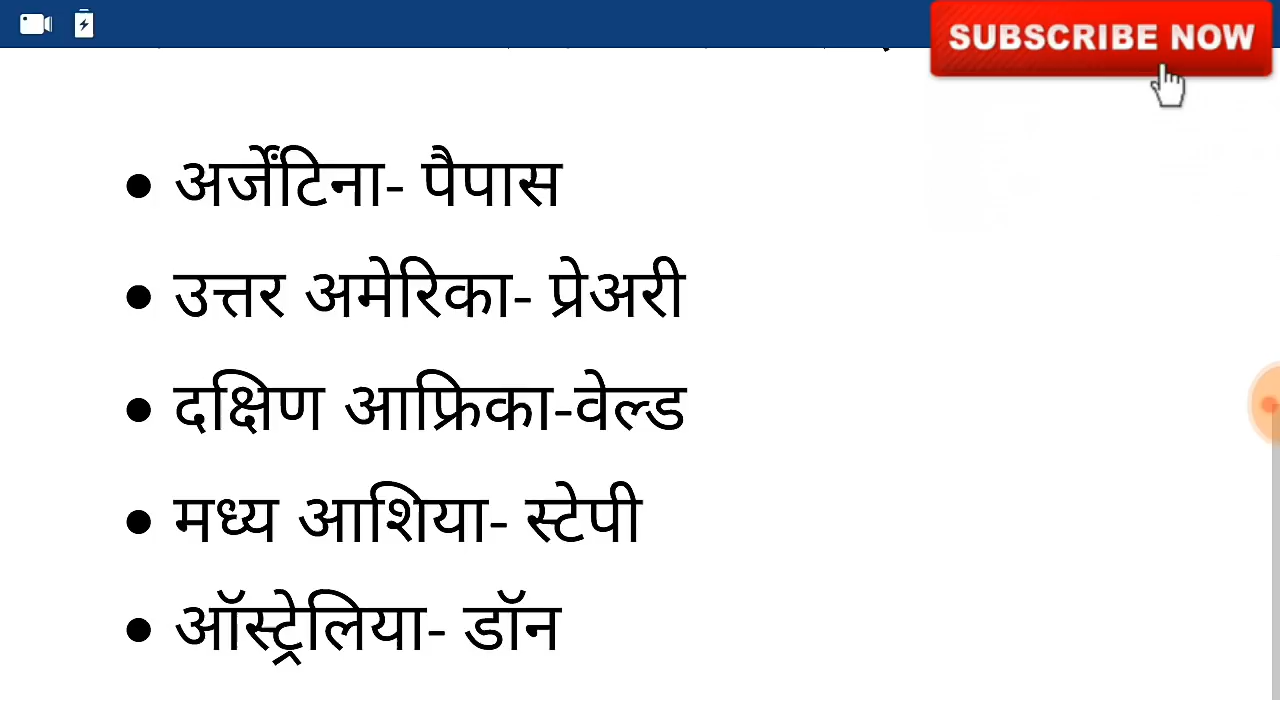 SUBSCRIBE NOW
• अर्जेंटिना- पैपास
• उत्तर अमेरिका- प्रेअरी
• दक्षिण आफ्रिका-वेल्ड
• मध्य आशिया- स्टेपी
• ऑस्ट्रेलिया- डॉन